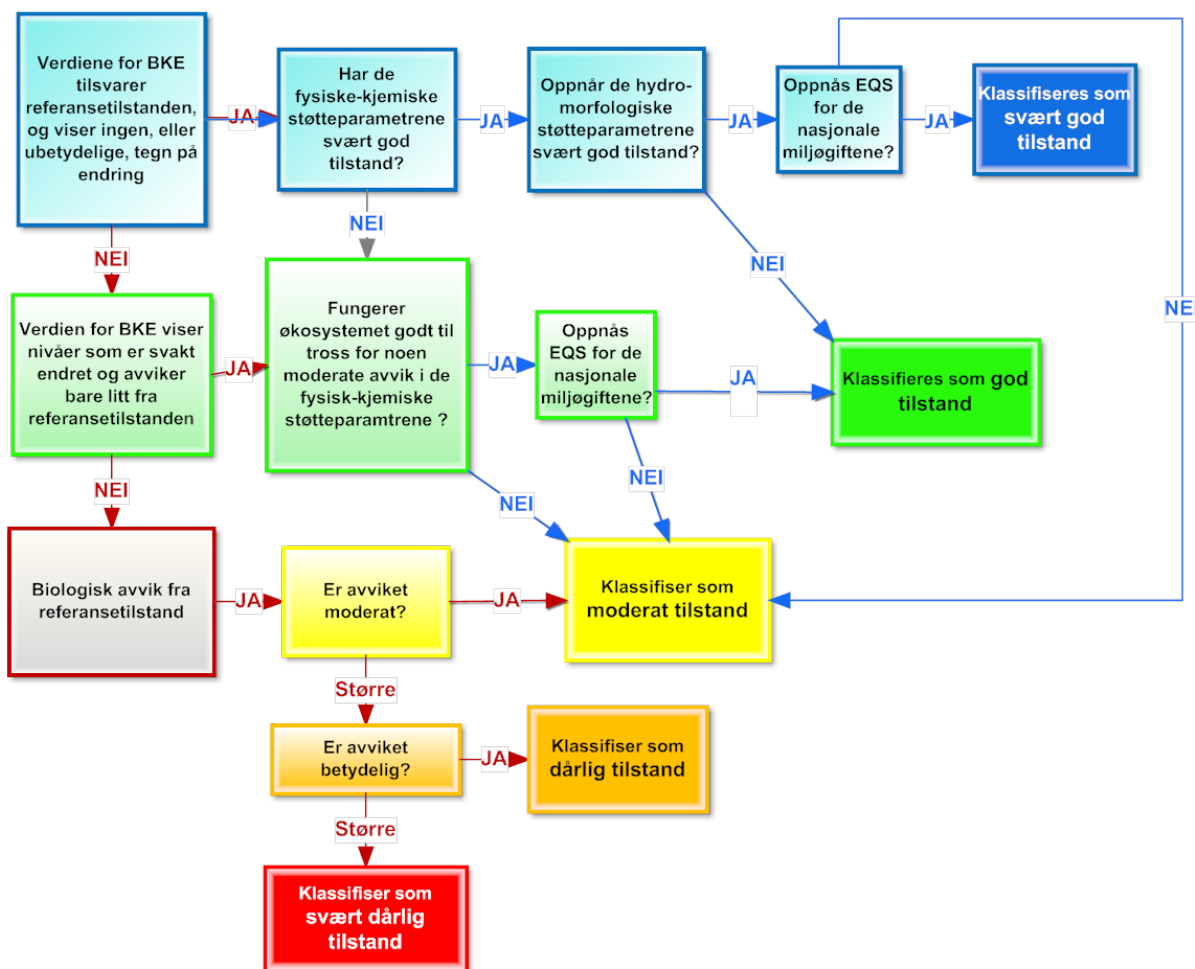 Verdiene for BKE
tilsvarer
referansetilstanden,
og viser ingen, eller
ubetydelige, tegn på
endring
JA
Har de
fysiske-kjemiske
støtteparametrene
svært god
tilstand?
JA
Oppnår de hydro-
morfologiske
støtteparametrene
svært god tilstand?
JA
Oppnås EQS
for de
nasjonale
miljøgiftene?
JA
Klassifiseres som
svært god
tilstand
NEI
NEI
NEI
NEI
Verdien for BKE viser
nivåer som er svakt
endret og avviker
bare litt fra
referansetilstanden
JA
Fungerer
økosystemet godt til
tross for noen
moderate avvik i de
fysisk-kjemiske
støtteparamtrene ?
JA
Oppnås
EQS for de
nasjonale
miljøgiftene?
JA
Klassifieres som god
tilstand
NEI
NEI
NEI
Biologisk avvik fra
referansetilstand
JA
Er avviket
moderat?
JA
Klassifiser som
moderat tilstand
Større
Er avviket
betydelig?
JA
Klassifiser som
dårlig tilstand
Større
Klassifiser som
svært dårlig
tilstand